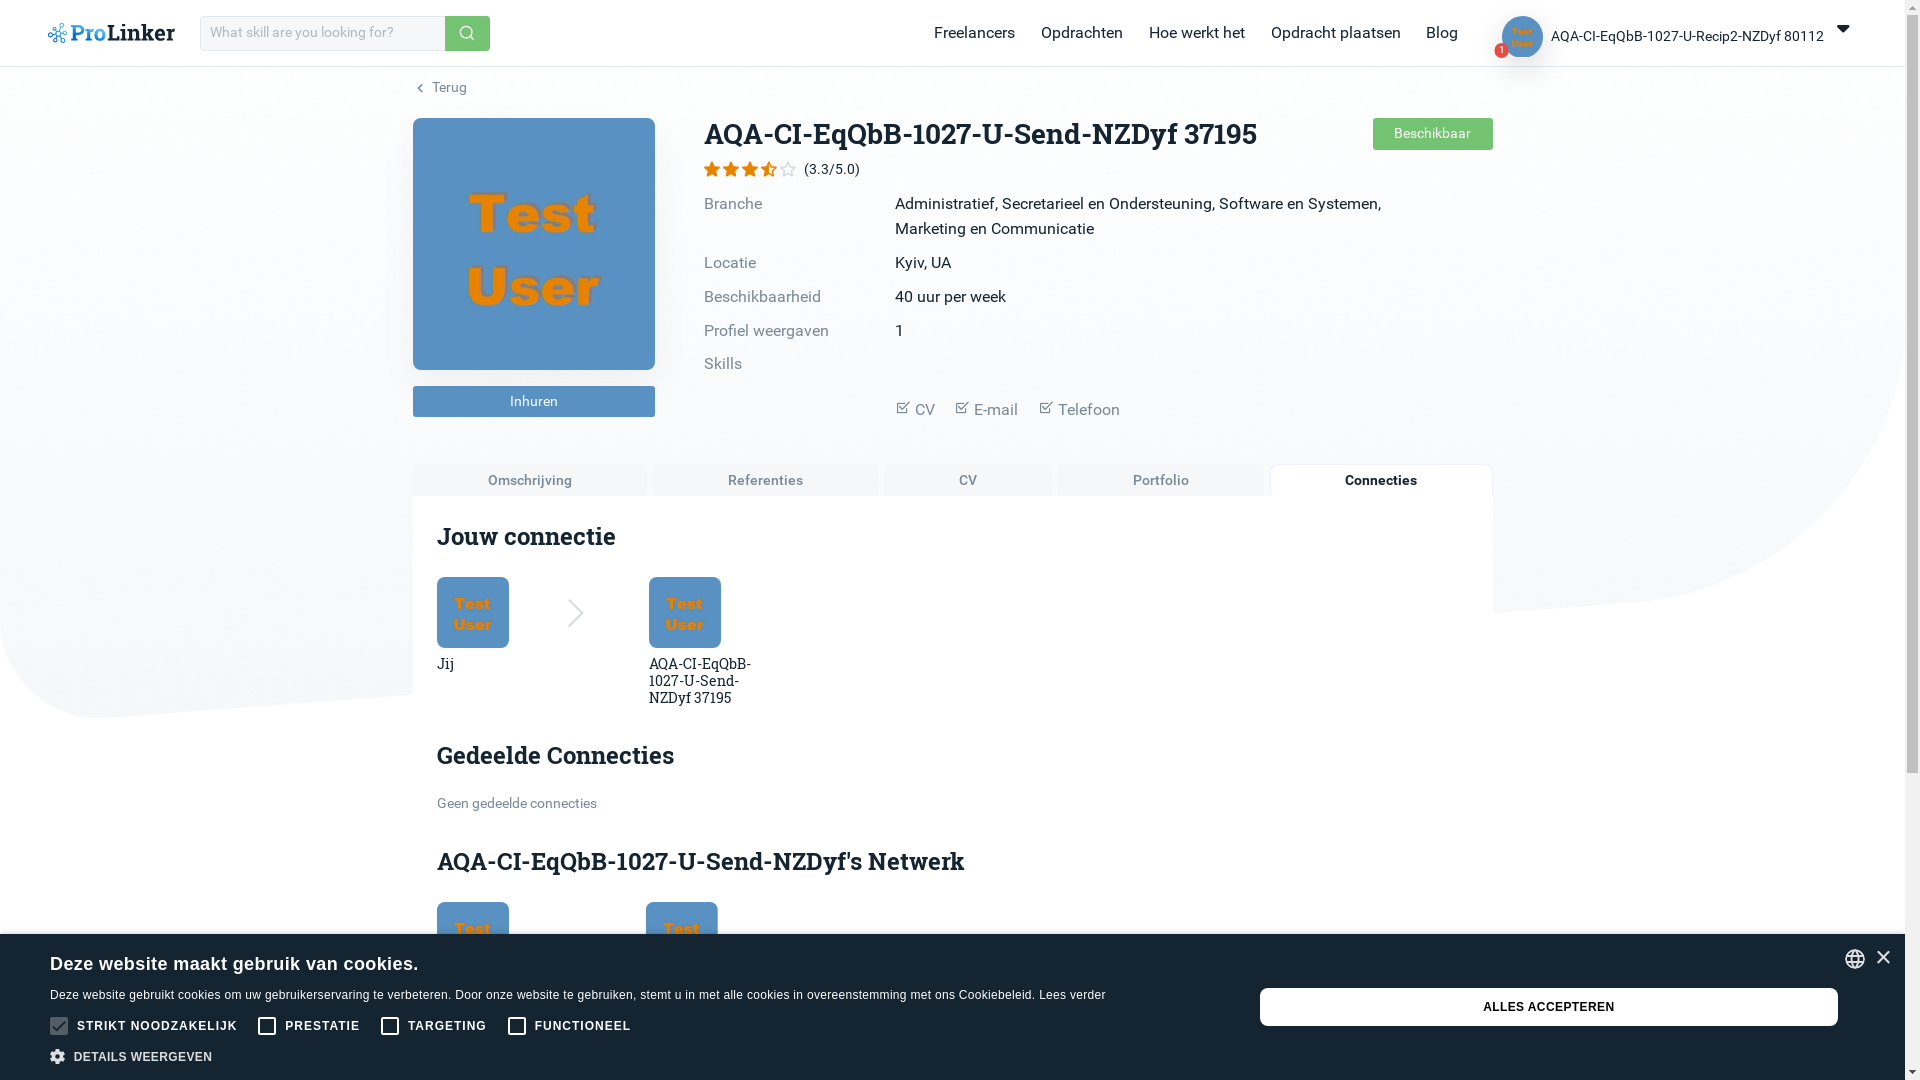 ProLinker
What skill are you looking for?
Freelancers
Opdrachten
Hoe werkt het
Opdracht plaatsen
Blog
Test
User
1
AQA-CI-EqQbB-1027-U-Recip2-NZDyf 80112
Terug
Test
User
AQA-CI-EqQbB-1027-U-Send-NZDyf 37195
Beschikbaar
(3.3/5.0)
Branche
Administratief, Secretarieel en Ondersteuning, Software en Systemen,
Marketing en Communicatie
Locatie
Kyiv, UA
Beschikbaarheid
40 uur per week
Profiel weergaven
1
Skills
Inhuren
CV
E-mail
Telefoon
Omschrijving
Referenties
CV
Portfolio
Connecties
Jouw connectie
Test
User
Test
User
Jij
AQA-CI-EqQbB-
1027-U-Send-
NZDyf 37195
Gedeelde Connecties
Geen gedeelde connecties
AQA-CI-EqQbB-1027-U-Send-NZDyf's Netwerk
Test
Test
Deze website maakt gebruik van cookies.
Deze website gebruikt cookies om uw gebruikerservaring te verbeteren. Door onze website te gebruiken, stemt u in met alle cookies in overeenstemming met ons Cookiebeleid. Lees verder
STRIKT NOODZAKELIJK
PRESTATIE
TARGETING
FUNCTIONEEL
DETAILS WEERGEVEN
ALLES ACCEPTEREN
×